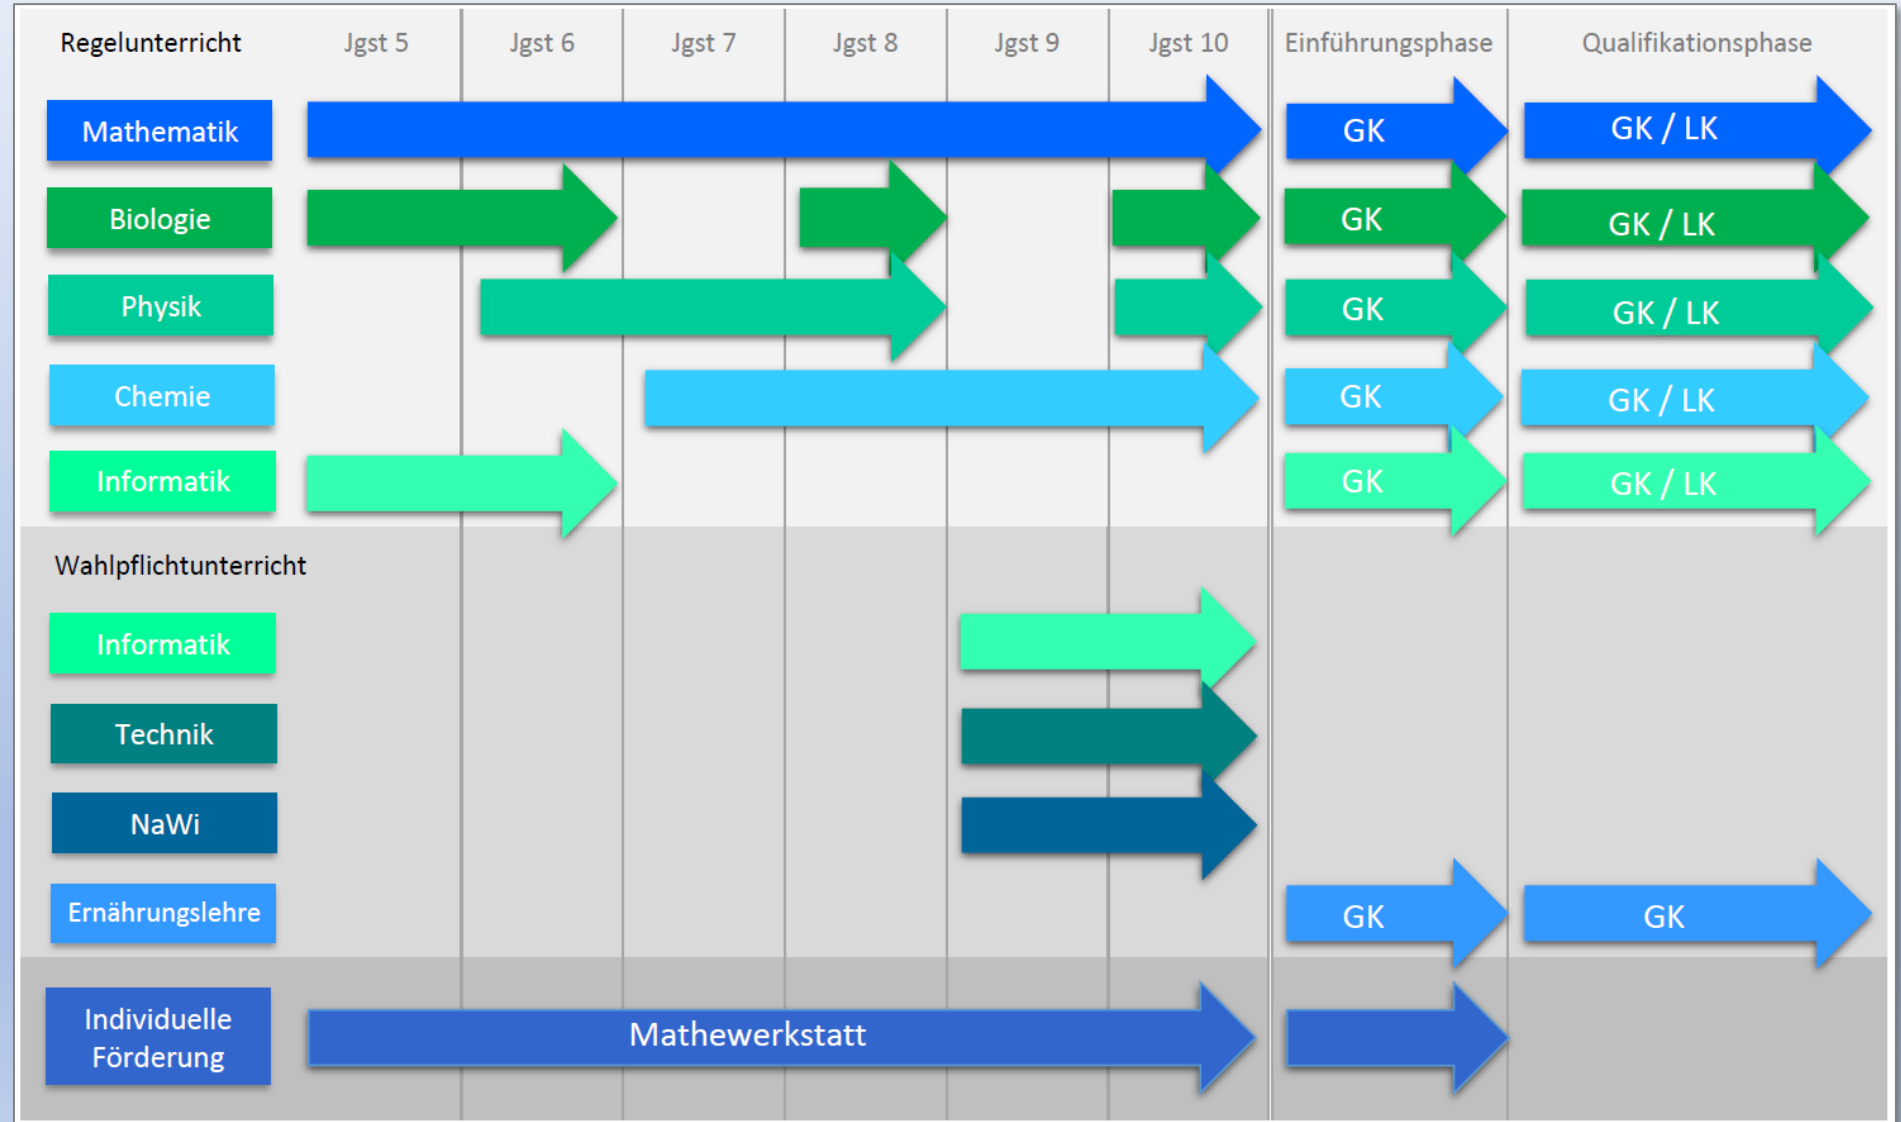 Regelunterricht Jgst 5 Jgst 6 Jgst 7 Jgst 8 Jgst 9 Jgst 10 Einführungsphase Qualifikationsphase
Mathematik GK GK / LK
Biologie GK GK / LK
Physik GK GK / LK
Chemie GK GK / LK
Informatik GK GK / LK
Wahlpflichtunterricht
Informatik
Technik
NaWi
Ernährungslehre GK GK
Individuelle
Förderung
Mathewerkstatt